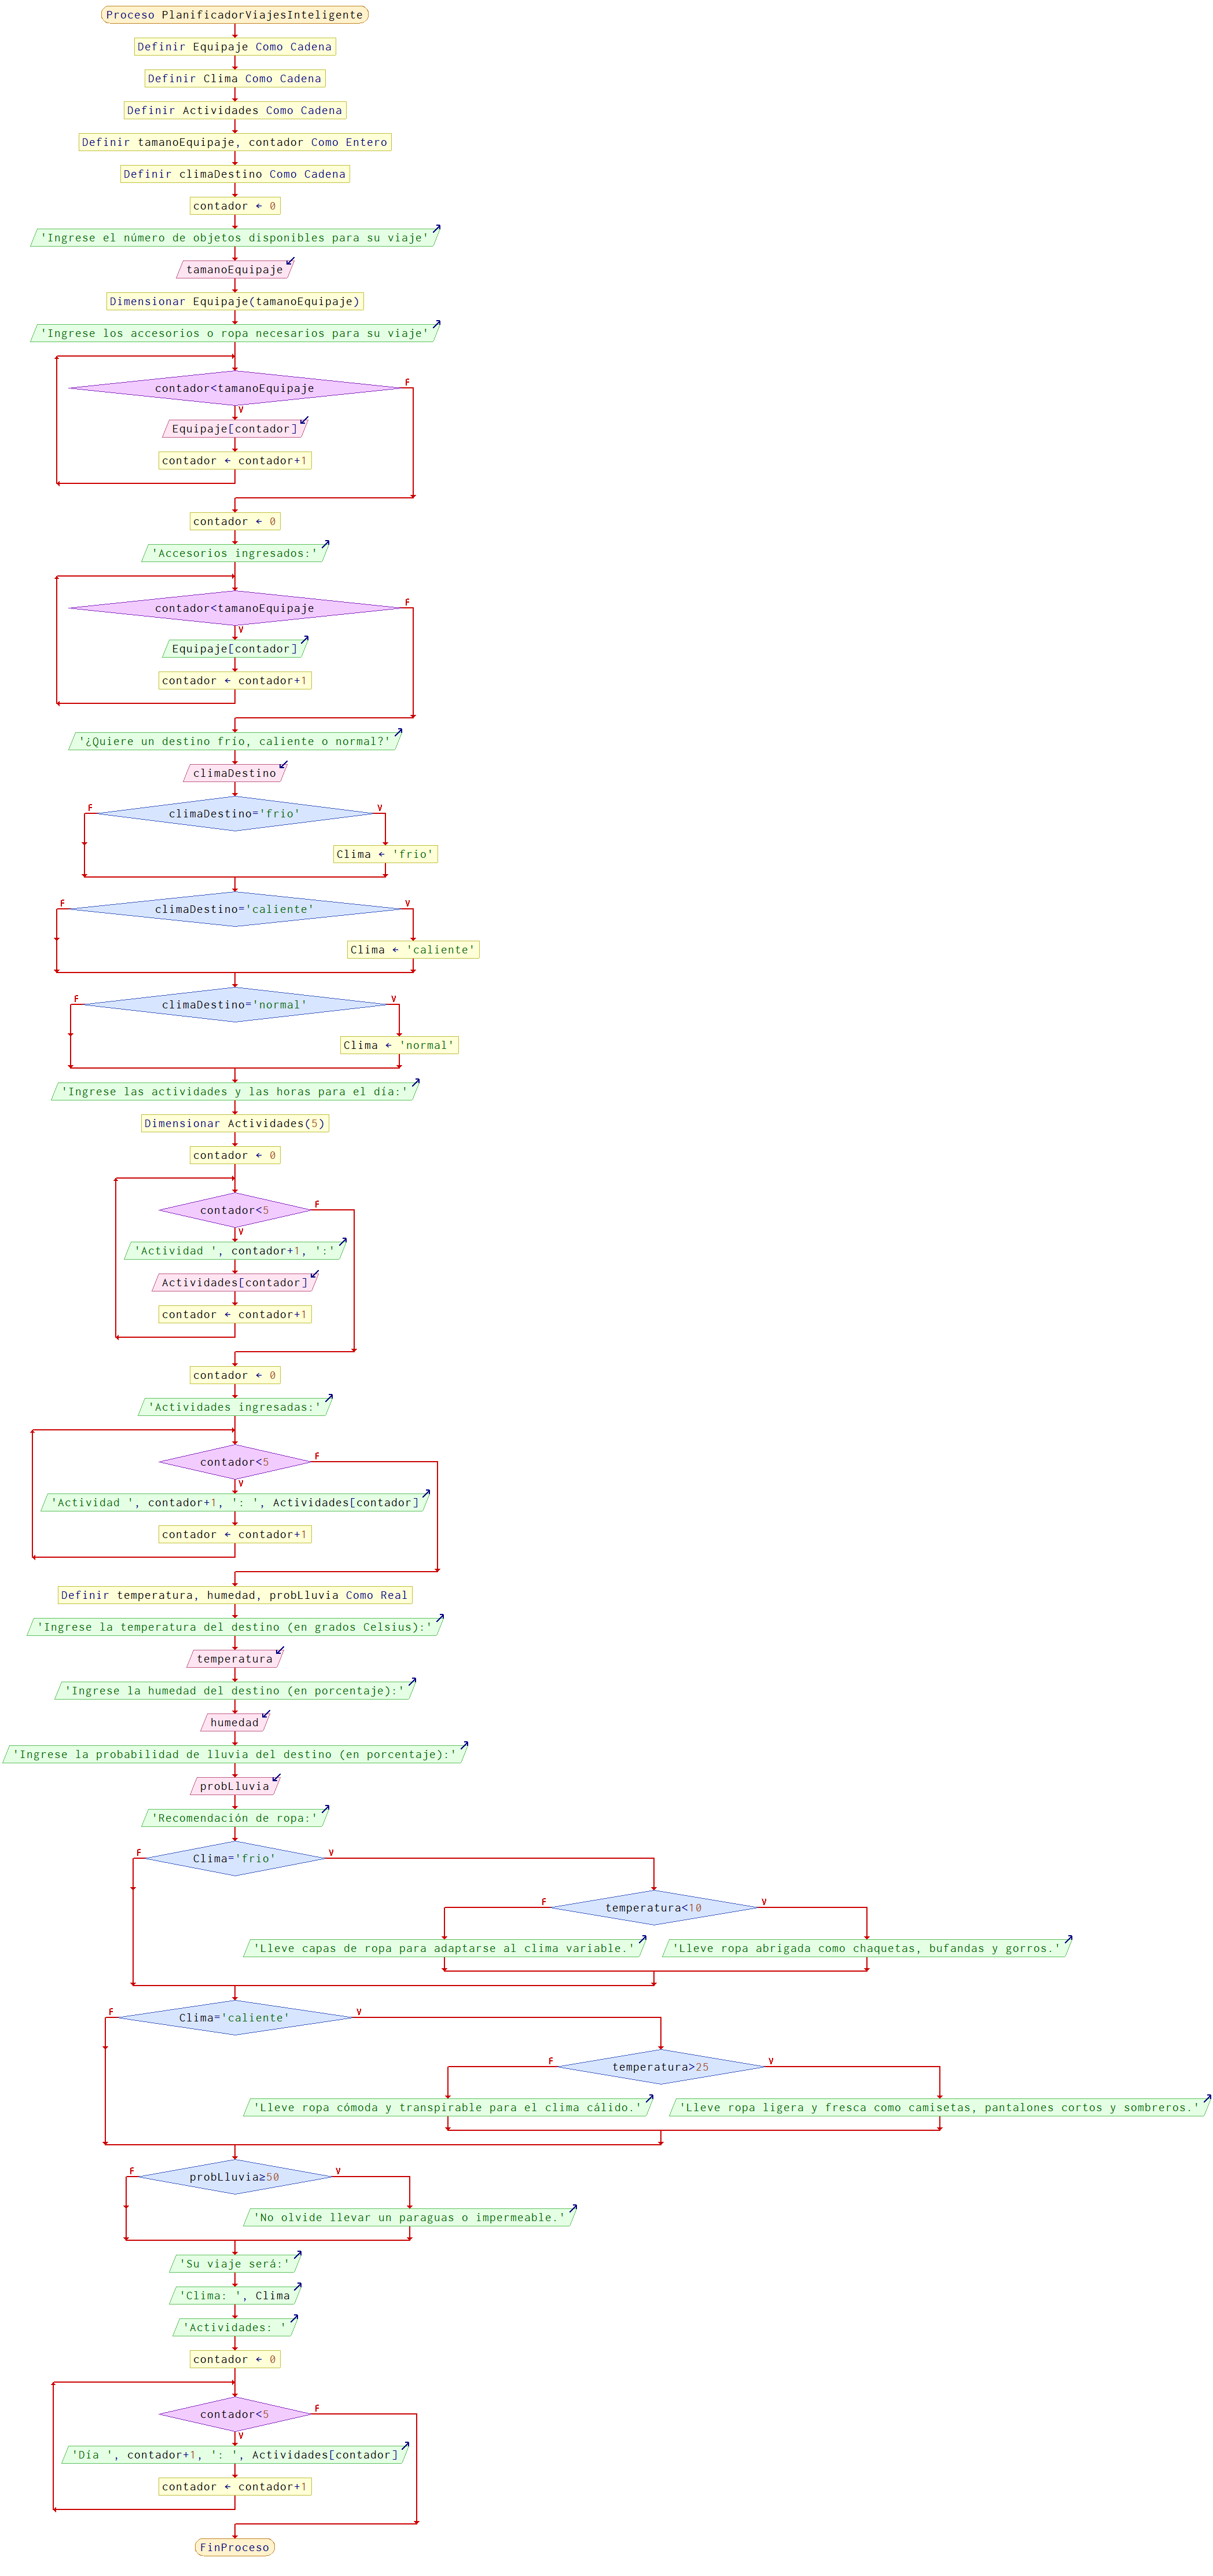 Proceso PlanificadorViajesInteligente
Definir Equipaje Como Cadena
Definir Clima Como Cadena
Definir Actividades Como Cadena
Definir tamanoEquipaje, contador Como Entero
Definir climaDestino Como Cadena
contador ← 0
'Ingrese el número de objetos disponibles para su viaje'
tamanoEquipaje
Dimensionar Equipaje(tamanoEquipaje)
'Ingrese los accesorios o ropa necesarios para su viaje'
contador<tamanoEquipaje
F
V
Equipaje[contador]
contador ← contador+1
contador ← 0
'Accesorios ingresados:'
contador<tamanoEquipaje
F
V
Equipaje[contador]
contador ← contador+1
'¿Quiere un destino frío, caliente o normal?'
climaDestino
F
climaDestino='frio'
V
Clima ← 'frio'
F
climaDestino='caliente'
V
Clima ← 'caliente'
F
climaDestino='normal'
V
Clima ← 'normal'
'Ingrese las actividades y las horas para el día:'
Dimensionar Actividades(5)
contador ← 0
contador<5
F
V
'Actividad ', contador+1, ':'
Actividades[contador]
contador ← contador+1
contador ← 0
'Actividades ingresadas:'
contador<5
F
V
'Actividad ', contador+1, ': ', Actividades[contador]
contador ← contador+1
Definir temperatura, humedad, probLluvia Como Real
'Ingrese la temperatura del destino (en grados Celsius):'
temperatura
'Ingrese la humedad del destino (en porcentaje):'
humedad
'Ingrese la probabilidad de lluvia del destino (en porcentaje):'
probLluvia
'Recomendación de ropa:'
F
Clima='frio'
V
F
temperatura<10
V
'Lleve capas de ropa para adaptarse al clima variable.'
'Lleve ropa abrigada como chaquetas, bufandas y gorros.'
F
Clima='caliente'
V
F
temperatura>25
V
'Lleve ropa cómoda y transpirable para el clima cálido.'
'Lleve ropa ligera y fresca como camisetas, pantalones cortos y sombreros.'
F
probLluvia≥50
V
'No olvide llevar un paraguas o impermeable.'
'Su viaje será:'
'Clima: ', Clima
'Actividades: '
contador ← 0
contador<5
F
V
'Día ', contador+1, ': ', Actividades[contador]
contador ← contador+1
FinProceso